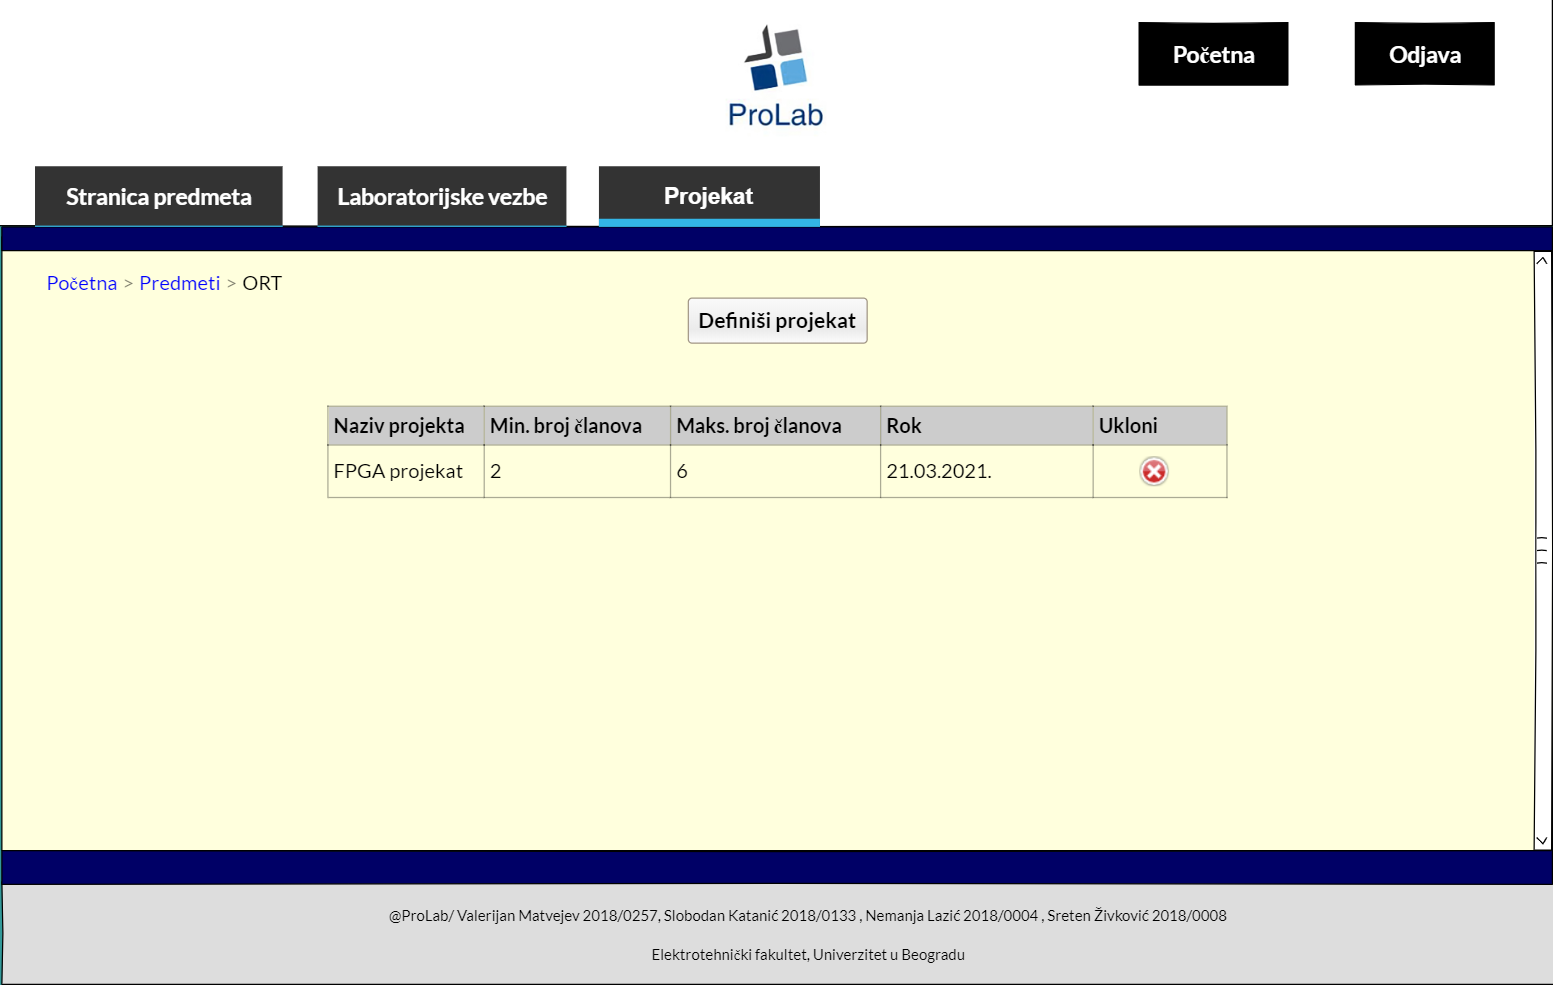 ProLab
Početna
Odjava
Stranica predmeta
Laboratorijske vezbe
Projekat
Početna > Predmeti > ORT
Definiši projekat
Naziv projekta Min. broj članova Maks. broj članova Rok Ukloni
FPGA projekat 2 6 21.03.2021.
@ProLab/ Valerijan Matvejev 2018/0257, Slobodan Katanić 2018/0133 , Nemanja Lazić 2018/0004 , Sreten Živković 2018/0008
Elektrotehnički fakultet, Univerzitet u Beogradu